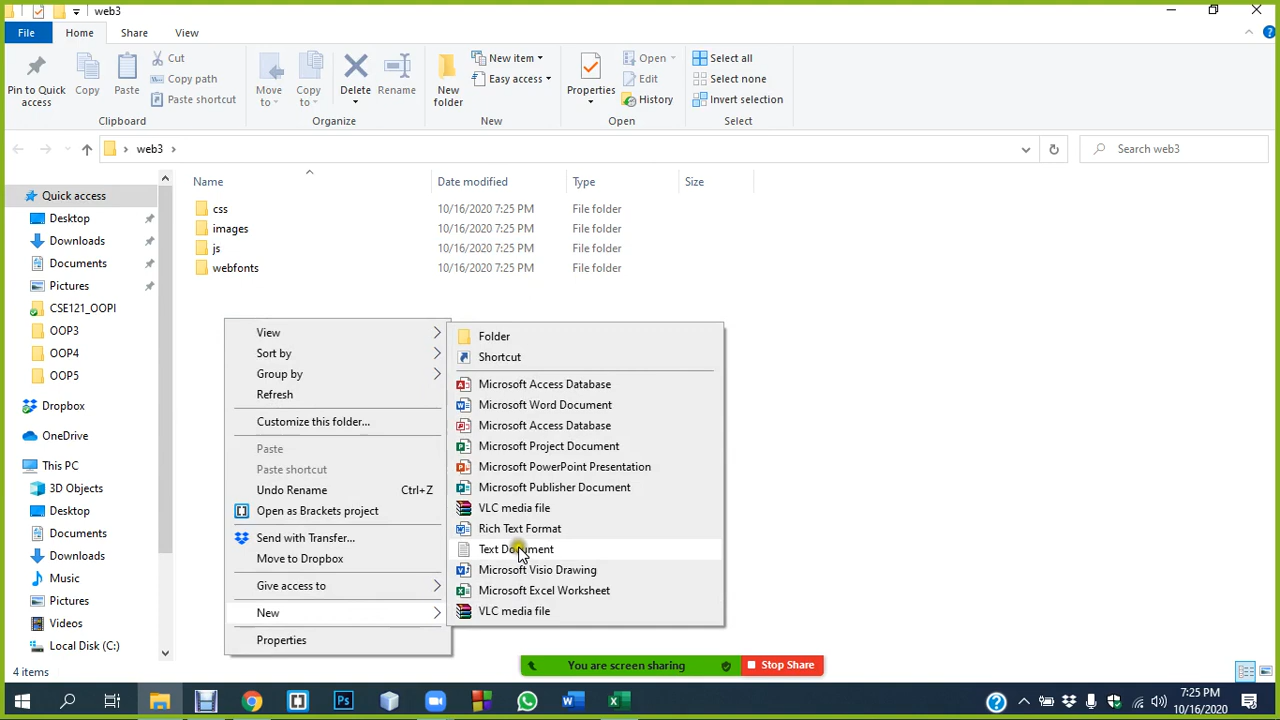 web3
File Home Share View
Pin to Quick access
Copy
Paste
Cut
Copy path
Paste shortcut
Clipboard
Move to
Copy to
Delete
Rename
Organize
New folder
New item
Easy access
New
Properties
Open
Edit
History
Open
Select all
Select none
Invert selection
Select
web3
Search web3
Name Date modified Type Size
css 10/16/2020 7:25 PM File folder
images 10/16/2020 7:25 PM File folder
js 10/16/2020 7:25 PM File folder
webfonts 10/16/2020 7:25 PM File folder
Quick access
Desktop
Downloads
Documents
Pictures
CSE121_OOPI
OOP3
OOP4
OOP5
Dropbox
OneDrive
This PC
3D Objects
Desktop
Documents
Downloads
Music
Pictures
Videos
Local Disk (C:)
View
Sort by
Group by
Refresh
Customize this folder...
Paste
Paste shortcut
Undo Rename Ctrl+Z
Open as Brackets project
Send with Transfer...
Move to Dropbox
Give access to
New
Properties
Folder
Shortcut
Microsoft Access Database
Microsoft Word Document
Microsoft Access Database
Microsoft Project Document
Microsoft PowerPoint Presentation
Microsoft Publisher Document
VLC media file
Rich Text Format
Text Document
Microsoft Visio Drawing
Microsoft Excel Worksheet
VLC media file
4 items
You are screen sharing
Stop Share
7:25 PM
10/16/2020